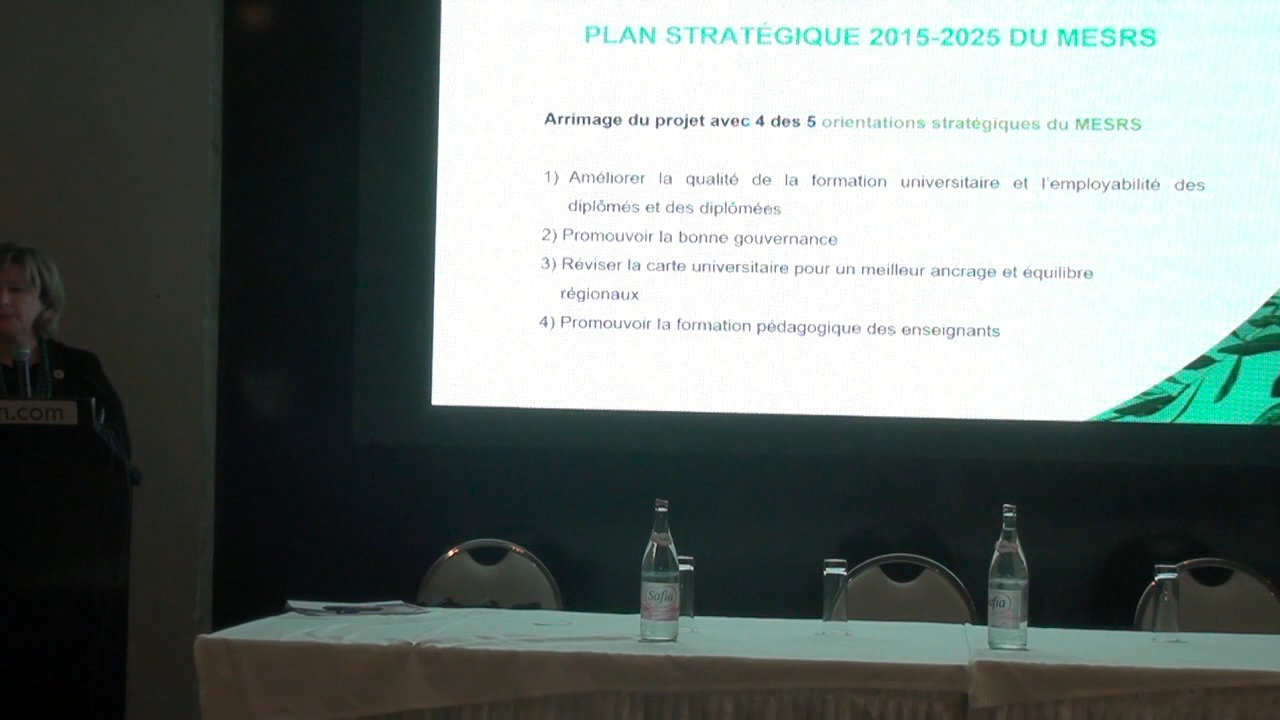 PLAN STRATÉGIQUE 2015-2025 DU MESRS
Arrimage du projet avec 4 des 5 orientations stratégiques du MESRS
1) Améliorer la qualité de la formation universitaire et l'employabilité des
diplômés et des diplômées
2) Promouvoir la bonne gouvernance
3) Réviser la carte universitaire pour un meilleur ancrage et équilibre
régionaux
4) Promouvoir la formation pédagogique des enseignants
n.com
Safia
afia